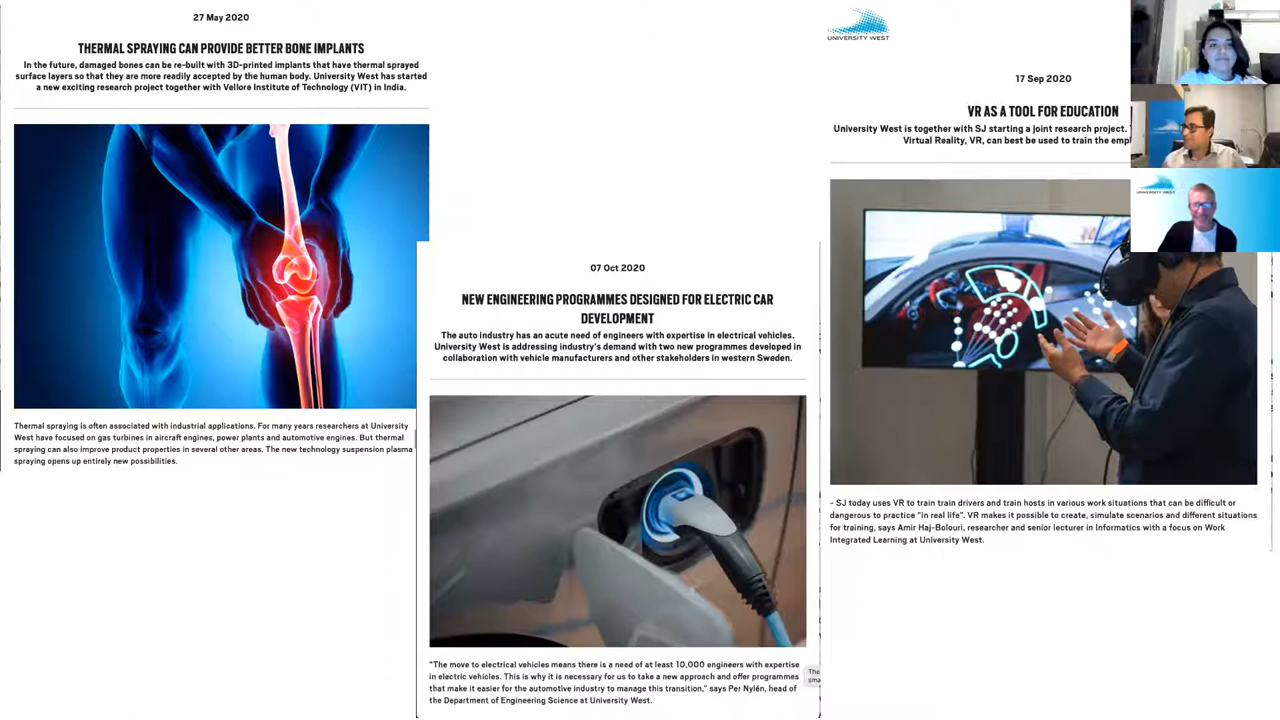 27 May 2020
THERMAL SPRAYING CAN PROVIDE BETTER BONE IMPLANTS
In the future, damaged bones can be re-built with 3D-printed implants that have thermal sprayed
surface layers so that they are more readily accepted by the human body. University West has started
a new exciting research project together with Vellore Institute of Technology (VIT) in India.
Thermal spraying is often associated with industrial applications. For many years researchers at University
West have focused on gas turbines in aircraft engines, power plants and automotive engines. But thermal
spraying can also improve product properties in several other areas. The new technology suspension plasma
spraying opens up entirely new possibilities.
07 Oct 2020
NEW ENGINEERING PROGRAMMES DESIGNED FOR ELECTRIC CAR
DEVELOPMENT
The auto industry has an acute need of engineers with expertise in electrical vehicles.
University West is addressing industry's demand with two new programmes developed in
collaboration with vehicle manufacturers and other stakeholders in western Sweden.
"The move to electrical vehicles means there is a need of at least 10,000 engineers with expertise
in electric vehicles. This is why it is necessary for us to take a new approach and offer programmes
that make it easier for the automotive industry to manage this transition," says Per Nylén, head of
the Department of Engineering Science at University West.
The
sma
UNIVERSITY WEST
17 Sep 2020
VR AS A TOOL FOR EDUCATION
University West is together with SJ starting a joint research project.
Virtual Reality, VR, can best be used to train the
– SJ today uses VR to train train drivers and train hosts in various work situations that can be difficult or
dangerous to practice "in real life". VR makes it possible to create, simulate scenarios and different situations
for training, says Amir Haj-Bolouri, researcher and senior lecturer in Informatics with a focus on Work
Integrated Learning at University West.
UNIVERSITY WEST